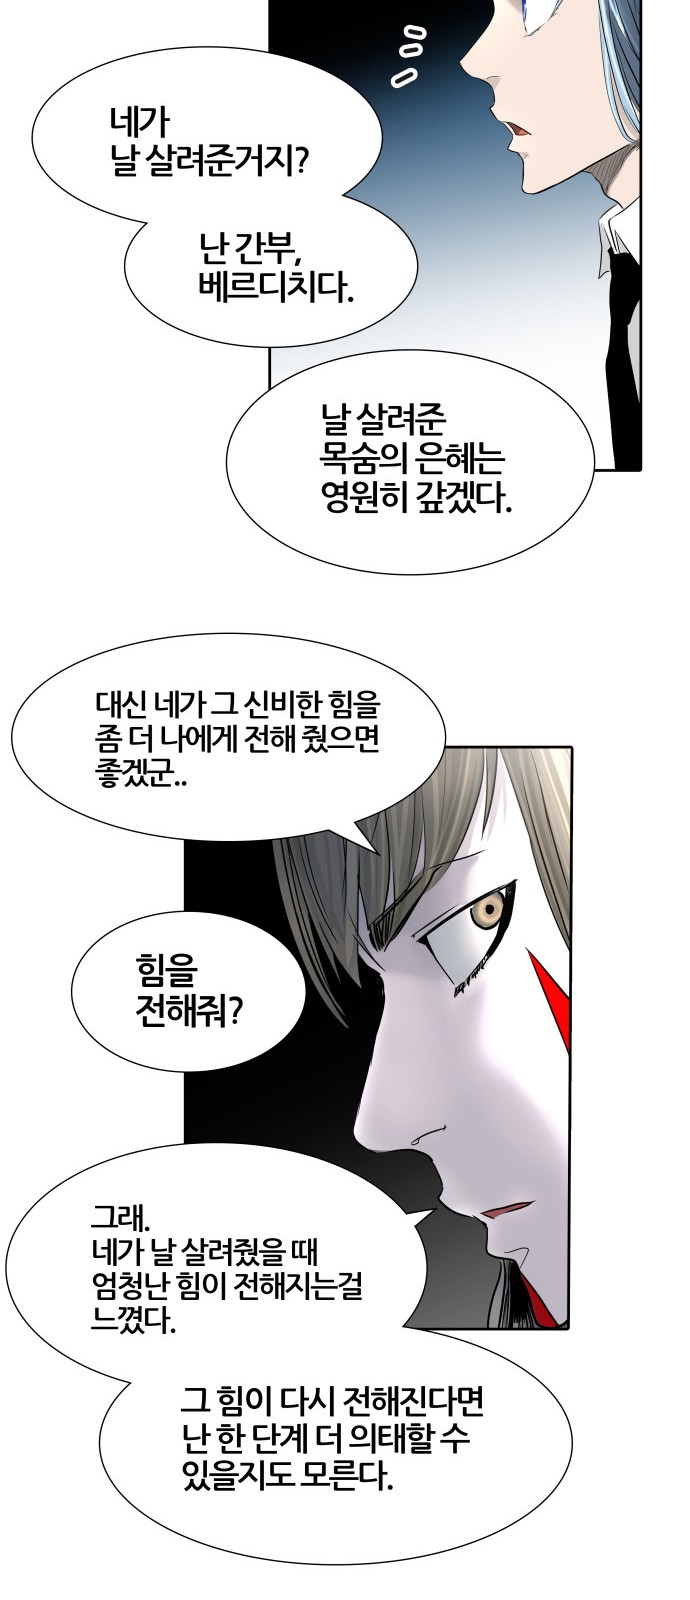 네가
날 살려준거지?
난 간부,
베르디치다.
날 살려준
목숨의 은혜는
영원히 갚겠다.
대신 네가 그 신비한 힘을
좀 더 나에게 전해 줬으면
좋겠군..
힘을
전해줘?
그래.
네가 날 살려줬을 때
엄청난 힘이 전해지는걸
느꼈다.
그 힘이 다시 전해진다면
난 한 단계 더 의태할 수
있을지도 모른다.